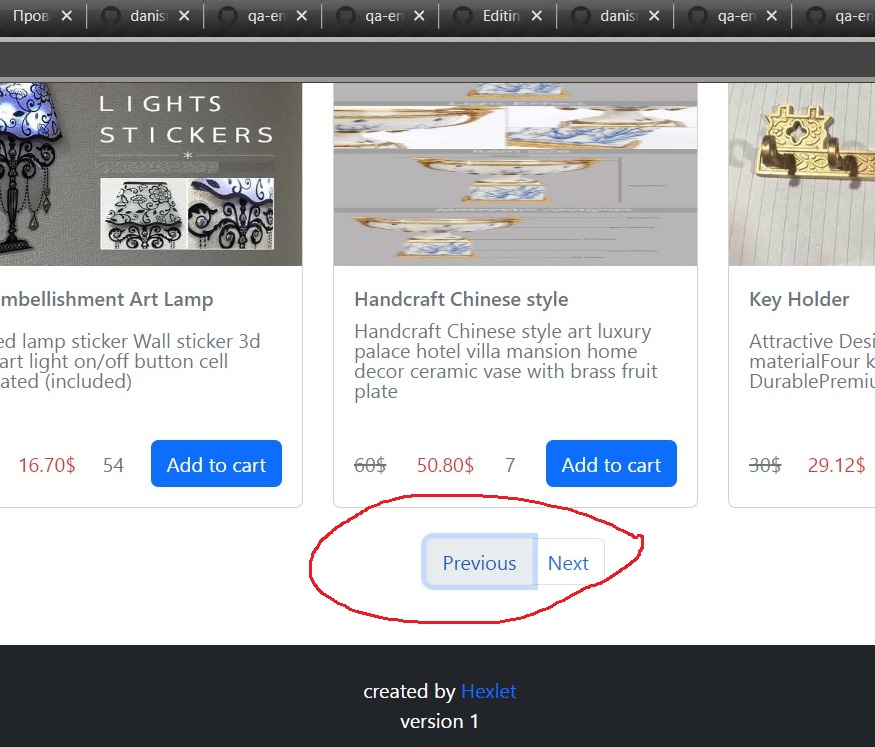 Пров
danis
qa-en
qa-en
Editin
danis
qa-en
qa-en
LIGHTS
STICKERS
mbellishment Art Lamp
ed lamp sticker Wall sticker 3d
art light on/off button cell
ated (included)
16.70$ 54 Add to cart
Handcraft Chinese style
Handcraft Chinese style art luxury
palace hotel villa mansion home
decor ceramic vase with brass fruit
plate
60$ 50.80$ 7 Add to cart
Key Holder
Attractive Desi
materialFour k
DurablePremiu
30$ 29.12$
Previous Next
created by Hexlet
version 1